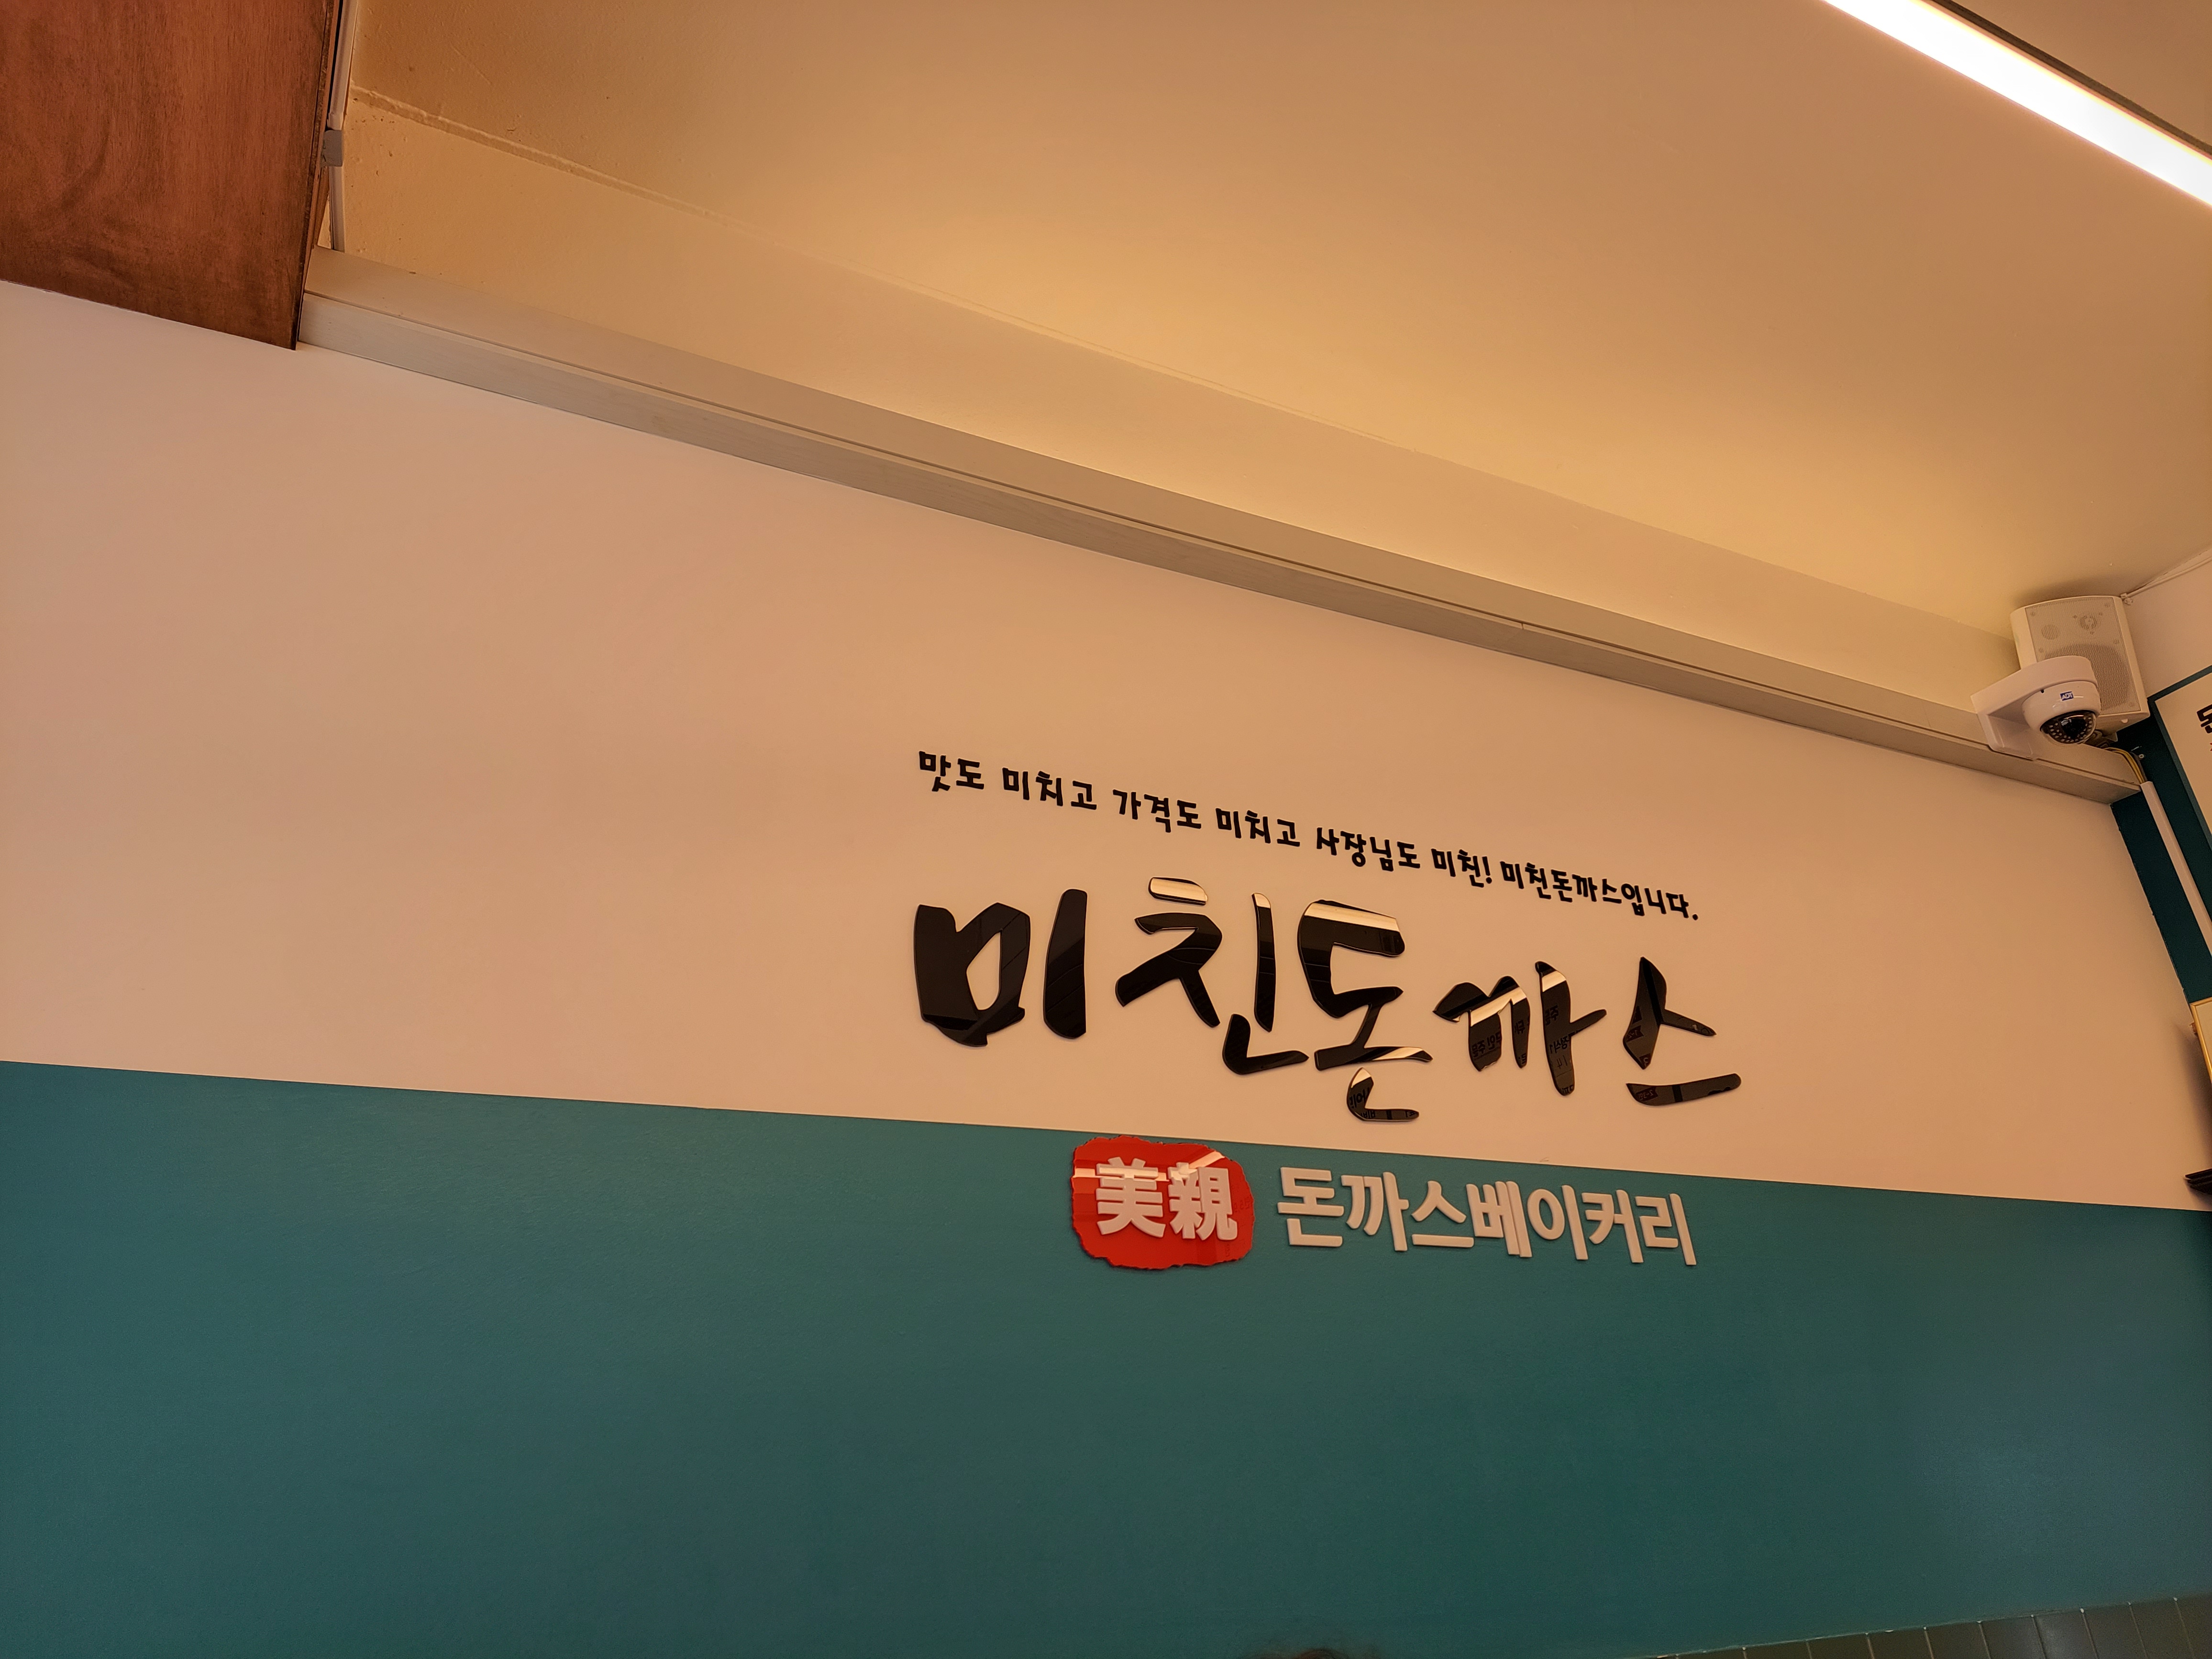 맛도 미치고 가격도 미치고 사장님도 미친! 미친돈까스입니다.
미친돈까스
美親 돈까스베이커리
ADT